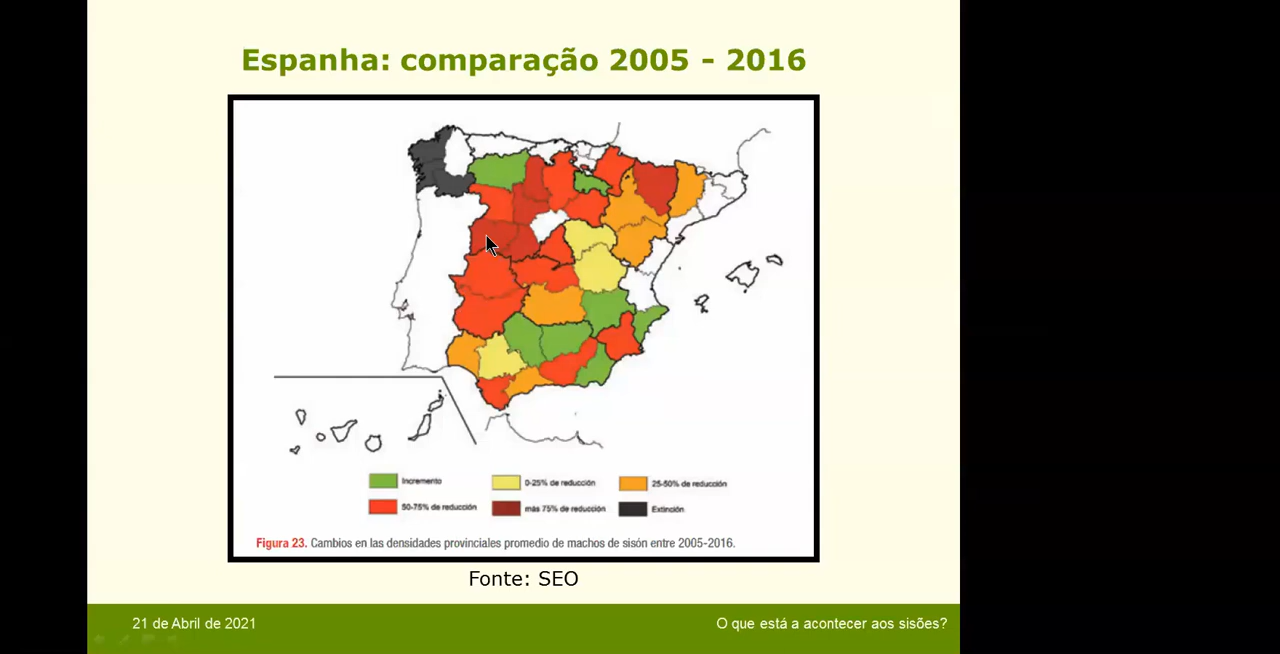 Espanha: comparação 2005 - 2016
Incremento
0-25% de reducción
25-50% de reducción
50-75% de reducción
más 75% de reducción
Extinción
Figura 23. Cambios en las densidades provinciales promedio de machos de sisón entre 2005-2016.
Fonte: SEO
21 de Abril de 2021
O que está a acontecer aos sisões?